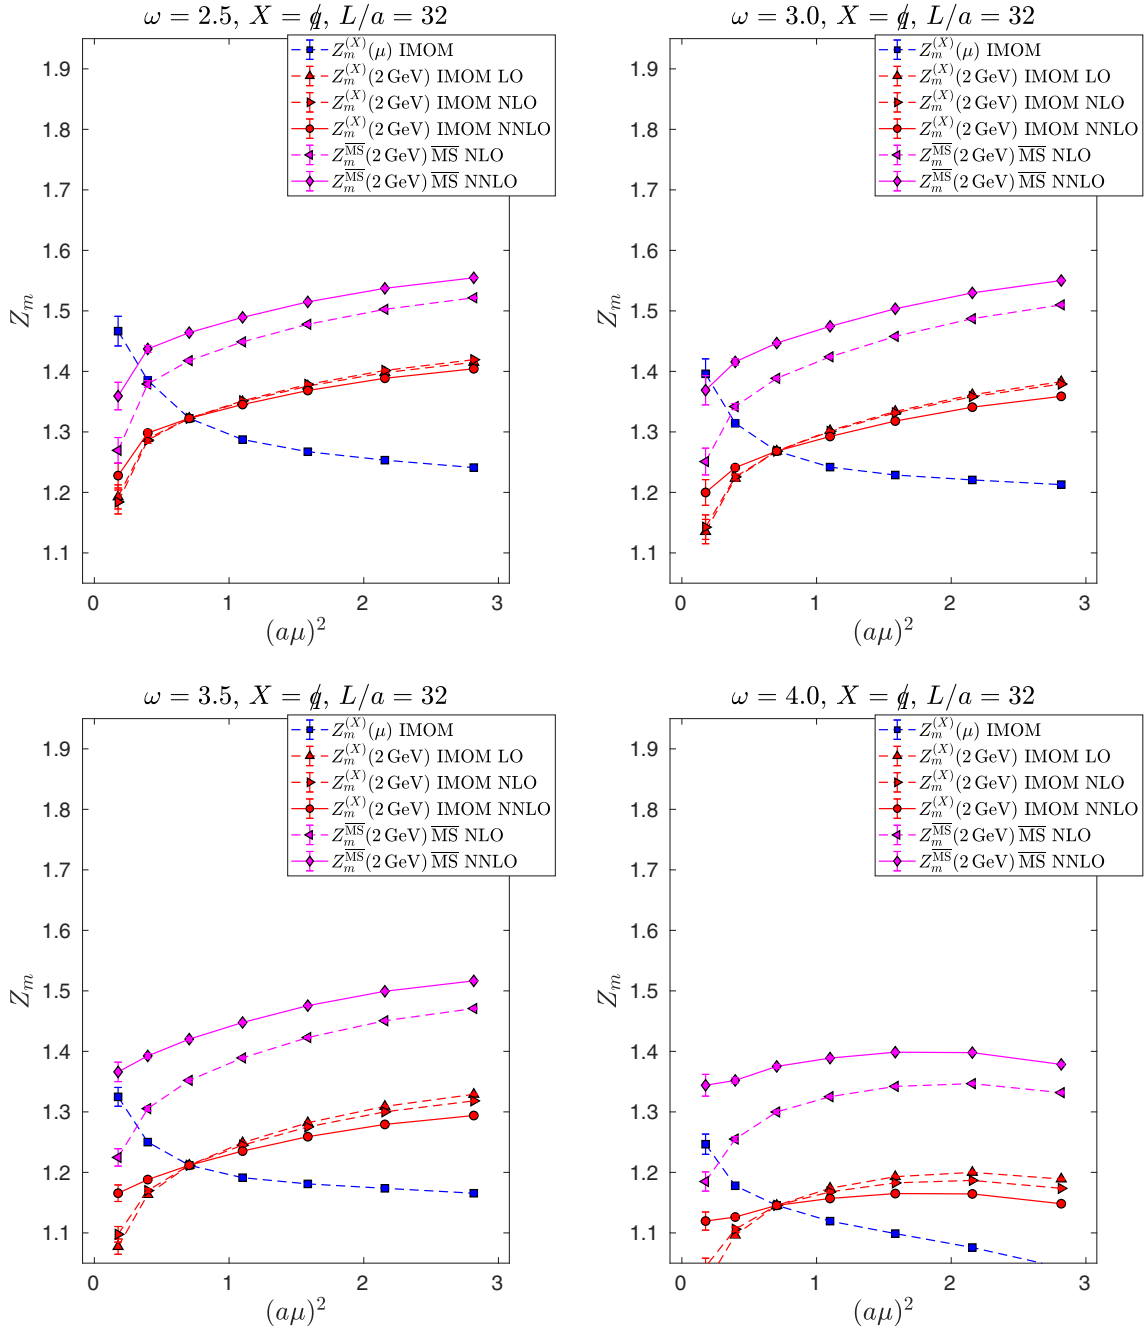 ω = 2.5, X = q̸, L/a = 32
Z_m^{(X)}(μ) IMOM
Z_m^{(X)}(2 GeV) IMOM LO
Z_m^{(X)}(2 GeV) IMOM NLO
Z_m^{(X)}(2 GeV) IMOM NNLO
Z_m^{\overline{MS}}(2 GeV) \overline{MS} NLO
Z_m^{\overline{MS}}(2 GeV) \overline{MS} NNLO
1.9
1.8
1.7
1.6
1.5
1.4
1.3
1.2
1.1
Z_m
0 1 2 3
(aμ)^2
ω = 3.0, X = q̸, L/a = 32
Z_m^{(X)}(μ) IMOM
Z_m^{(X)}(2 GeV) IMOM LO
Z_m^{(X)}(2 GeV) IMOM NLO
Z_m^{(X)}(2 GeV) IMOM NNLO
Z_m^{\overline{MS}}(2 GeV) \overline{MS} NLO
Z_m^{\overline{MS}}(2 GeV) \overline{MS} NNLO
1.9
1.8
1.7
1.6
1.5
1.4
1.3
1.2
1.1
Z_m
0 1 2 3
(aμ)^2
ω = 3.5, X = q̸, L/a = 32
Z_m^{(X)}(μ) IMOM
Z_m^{(X)}(2 GeV) IMOM LO
Z_m^{(X)}(2 GeV) IMOM NLO
Z_m^{(X)}(2 GeV) IMOM NNLO
Z_m^{\overline{MS}}(2 GeV) \overline{MS} NLO
Z_m^{\overline{MS}}(2 GeV) \overline{MS} NNLO
1.9
1.8
1.7
1.6
1.5
1.4
1.3
1.2
1.1
Z_m
0 1 2 3
(aμ)^2
ω = 4.0, X = q̸, L/a = 32
Z_m^{(X)}(μ) IMOM
Z_m^{(X)}(2 GeV) IMOM LO
Z_m^{(X)}(2 GeV) IMOM NLO
Z_m^{(X)}(2 GeV) IMOM NNLO
Z_m^{\overline{MS}}(2 GeV) \overline{MS} NLO
Z_m^{\overline{MS}}(2 GeV) \overline{MS} NNLO
1.9
1.8
1.7
1.6
1.5
1.4
1.3
1.2
1.1
Z_m
0 1 2 3
(aμ)^2